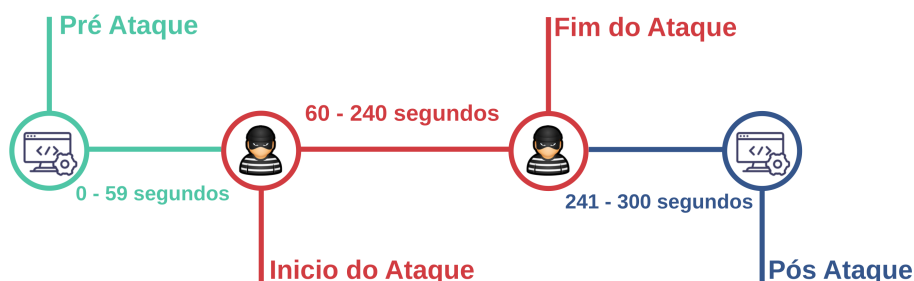 Pré Ataque
Fim do Ataque
60 - 240 segundos
0 - 59 segundos
241 - 300 segundos
Inicio do Ataque
Pós Ataque